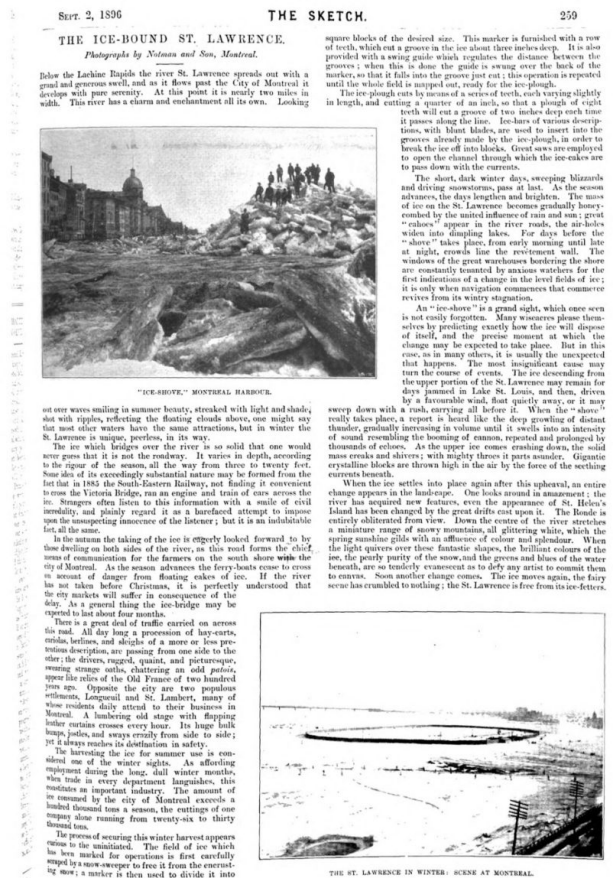 SEPT. 2, 1896
THE SKETCH.
259
THE ICE-BOUND ST. LAWRENCE.
Photographs by Notman and Son, Montreal.
Below the Lachine Rapids the river St. Lawrence spreads out with a
grand and generous swell, and as it flows past the City of Montreal it
develops with pure serenity. At this point it is nearly two miles in
width. This river has a charm and enchantment all its own. Looking
"ICE-SHOVE," MONTREAL HARBOUR.
out over waves smiling in summer beauty, streaked with light and shade,
shot with ripples, reflecting the floating clouds above, one might say
that most other waters have the same attractions, but in winter the
St. Lawrence is unique, peerless, in its way.
The ice which bridges over the river is so solid that one would
never guess that it is not the roadway. It varies in depth, according
to the rigour of the season, all the way from three to twenty feet.
Some idea of its exceedingly substantial nature may be formed from the
fact that in 1885 the South-Eastern Railway, not finding it convenient
to cross the Victoria Bridge, ran an engine and train of cars across the
ice. Strangers often listen to this information with a smile of civil
incredulity, and plainly regard it as a barefaced attempt to impose
upon the unsuspecting innocence of the listener; but it is an indubitable
fact, all the same.
In the autumn the taking of the ice is eagerly looked forward to by
those dwelling on both sides of the river, as this road forms the chief
means of communication for the farmers on the south shore with the
city of Montreal. As the season advances the ferry-boats cease to cross
on account of danger from floating cakes of ice. If the river
has not taken before Christmas, it is perfectly understood that
the city markets will suffer in consequence of the
delay. As a general thing the ice-bridge may be
expected to last about four months.
There is a great deal of traffic carried on across
this road. All day long a procession of hay-carts,
carioles, berlines, and sleighs of a more or less pre-
tentious description, are passing from one side to the
other; the drivers, rugged, quaint, and picturesque,
swearing strange oaths, chattering an odd patois,
appear like relics of the Old France of two hundred
years ago. Opposite the city are two populous
settlements, Longueuil and St. Lambert, many of
whose residents daily attend to their business in
Montreal. A lumbering old stage with flapping
leather curtains crosses every hour. Its huge bulk
bumps, jostles, and sways crazily from side to side;
yet it always reaches its destination in safety.
The harvesting the ice for summer use is con-
sidered one of the winter sights. As affording
employment during the long, dull winter months,
when trade in every department languishes, this
constitutes an important industry. The amount of
ice consumed by the city of Montreal exceeds a
hundred thousand tons a season, the cuttings of one
company alone running from twenty-six to thirty
thousand tons.
The process of securing this winter harvest appears
curious to the uninitiated. The field of ice which
has been marked for operations is first carefully
scraped by a snow-sweeper to free it from the encrust-
ing snow; a marker is then used to divide it into
square blocks of the desired size. This marker is furnished with a row
of teeth, which cut a groove in the ice about three inches deep. It is also
provided with a swing guide which regulates the distance between the
grooves; when this is done the guide is swung over the back of the
marker, so that it falls into the groove just cut; this operation is repeated
until the whole field is mapped out, ready for the ice-plough.
The ice-plough cuts by means of a series of teeth, each varying slightly
in length, and cutting a quarter of an inch, so that a plough of eight
teeth will cut a groove of two inches deep each time
it passes along the line. Ice-bars of various descrip-
tions, with blunt blades, are used to insert into the
grooves already made by the ice-plough, in order to
break the ice off into blocks. Great saws are employed
to open the channel through which the ice-cakes are
to pass down with the currents.
The short, dark winter days, sweeping blizzards
and driving snowstorms, pass at last. As the season
advances, the days lengthen and brighten. The mass
of ice on the St. Lawrence becomes gradually honey-
combed by the united influence of rain and sun; great
"cahoes" appear in the river roads, the air-holes
widen into dimpling lakes. For days before the
"shove" takes place, from early morning until late
at night, crowds line the revêtement wall. The
windows of the great warehouses bordering the shore
are constantly tenanted by anxious watchers for the
first indications of a change in the level fields of ice;
it is only when navigation commences that commerce
revives from its wintry stagnation.
An "ice-shove" is a grand sight, which once seen
is not easily forgotten. Many wiseacres please them-
selves by predicting exactly how the ice will dispose
of itself, and the precise moment at which the
change may be expected to take place. But in this
case, as in many others, it is usually the unexpected
that happens. The most insignificant cause may
turn the course of events. The ice descending from
the upper portion of the St. Lawrence may remain for
days jammed in Lake St. Louis, and then, driven
by a favourable wind, float quietly away, or it may
sweep down with a rush, carrying all before it. When the "shove"
really takes place, a report is heard like the deep growling of distant
thunder, gradually increasing in volume until it swells into an intensity
of sound resembling the booming of cannon, repeated and prolonged by
thousands of echoes. As the upper ice comes crashing down, the solid
mass creaks and shivers; with mighty throes it parts asunder. Gigantic
crystalline blocks are thrown high in the air by the force of the seething
currents beneath.
When the ice settles into place again after this upheaval, an entire
change appears in the landscape. One looks around in amazement; the
river has acquired new features, even the appearance of St. Helen's
Island has been changed by the great drifts cast upon it. The Ronde is
entirely obliterated from view. Down the centre of the river stretches
a miniature range of snowy mountains, all glittering white, which the
spring sunshine gilds with an affluence of colour and splendour. When
the light quivers over these fantastic shapes, the brilliant colours of the
ice, the pearly purity of the snow, and the greens and blues of the water
beneath, are so tenderly evanescent as to defy any artist to commit them
to canvas. Soon another change comes. The ice moves again, the fairy
scene has crumbled to nothing; the St. Lawrence is free from its ice-fetters.
THE ST. LAWRENCE IN WINTER: SCENE AT MONTREAL.